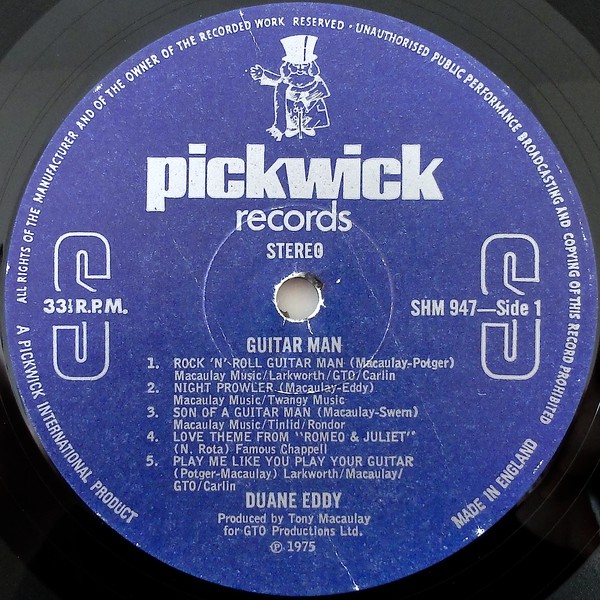 ALL RIGHTS OF THE MANUFACTURER AND OF THE OWNER OF THE RECORDED WORK RESERVED - UNAUTHORISED PUBLIC PERFORMANCE BROADCASTING AND COPYING OF THIS RECORD PROHIBITED
pickwick
records
STEREO
33⅓ R.P.M.
SHM 947—Side 1
GUITAR MAN
1. ROCK 'N' ROLL GUITAR MAN (Macaulay-Potger)
Macaulay Music/Larkworth/GTO/Carlin
2. NIGHT PROWLER (Macaulay-Eddy)
Macaulay Music/Twangy Music
3. SON OF A GUITAR MAN (Macaulay-Swern)
Macaulay Music/Tinlid/Rondor
4. LOVE THEME FROM "ROMEO & JULIET"
(N. Rota) Famous Chappell
5. PLAY ME LIKE YOU PLAY YOUR GUITAR
(Potger-Macaulay) Larkworth/Macaulay/
GTO/Carlin
DUANE EDDY
Produced by Tony Macaulay
for GTO Productions Ltd.
℗ 1975
A PICKWICK INTERNATIONAL PRODUCT
MADE IN ENGLAND